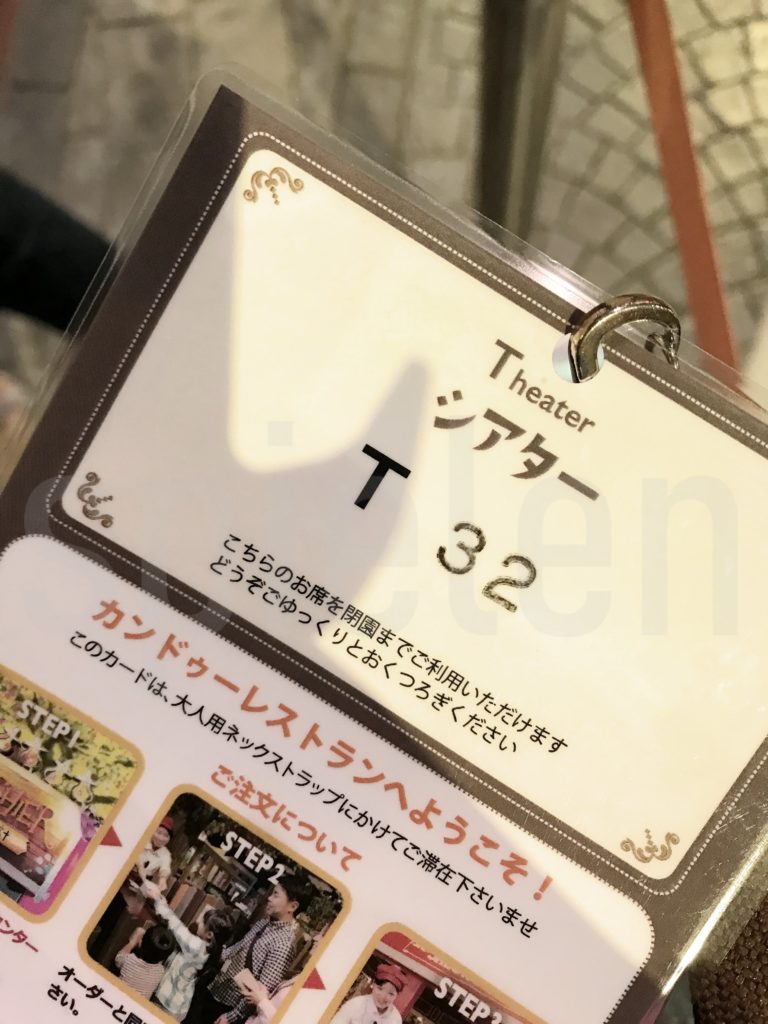 Theater
シアター
T 32
こちらのお席を閉園までご利用いただけます
どうぞごゆっくりとおくつろぎください
カンドゥーレストランへようこそ！
このカードは、大人用ネックストラップにかけてご滞在下さいませ
ご注文について
STEP1
STEP2
STEP3
ンター
オーダーと同
さい。